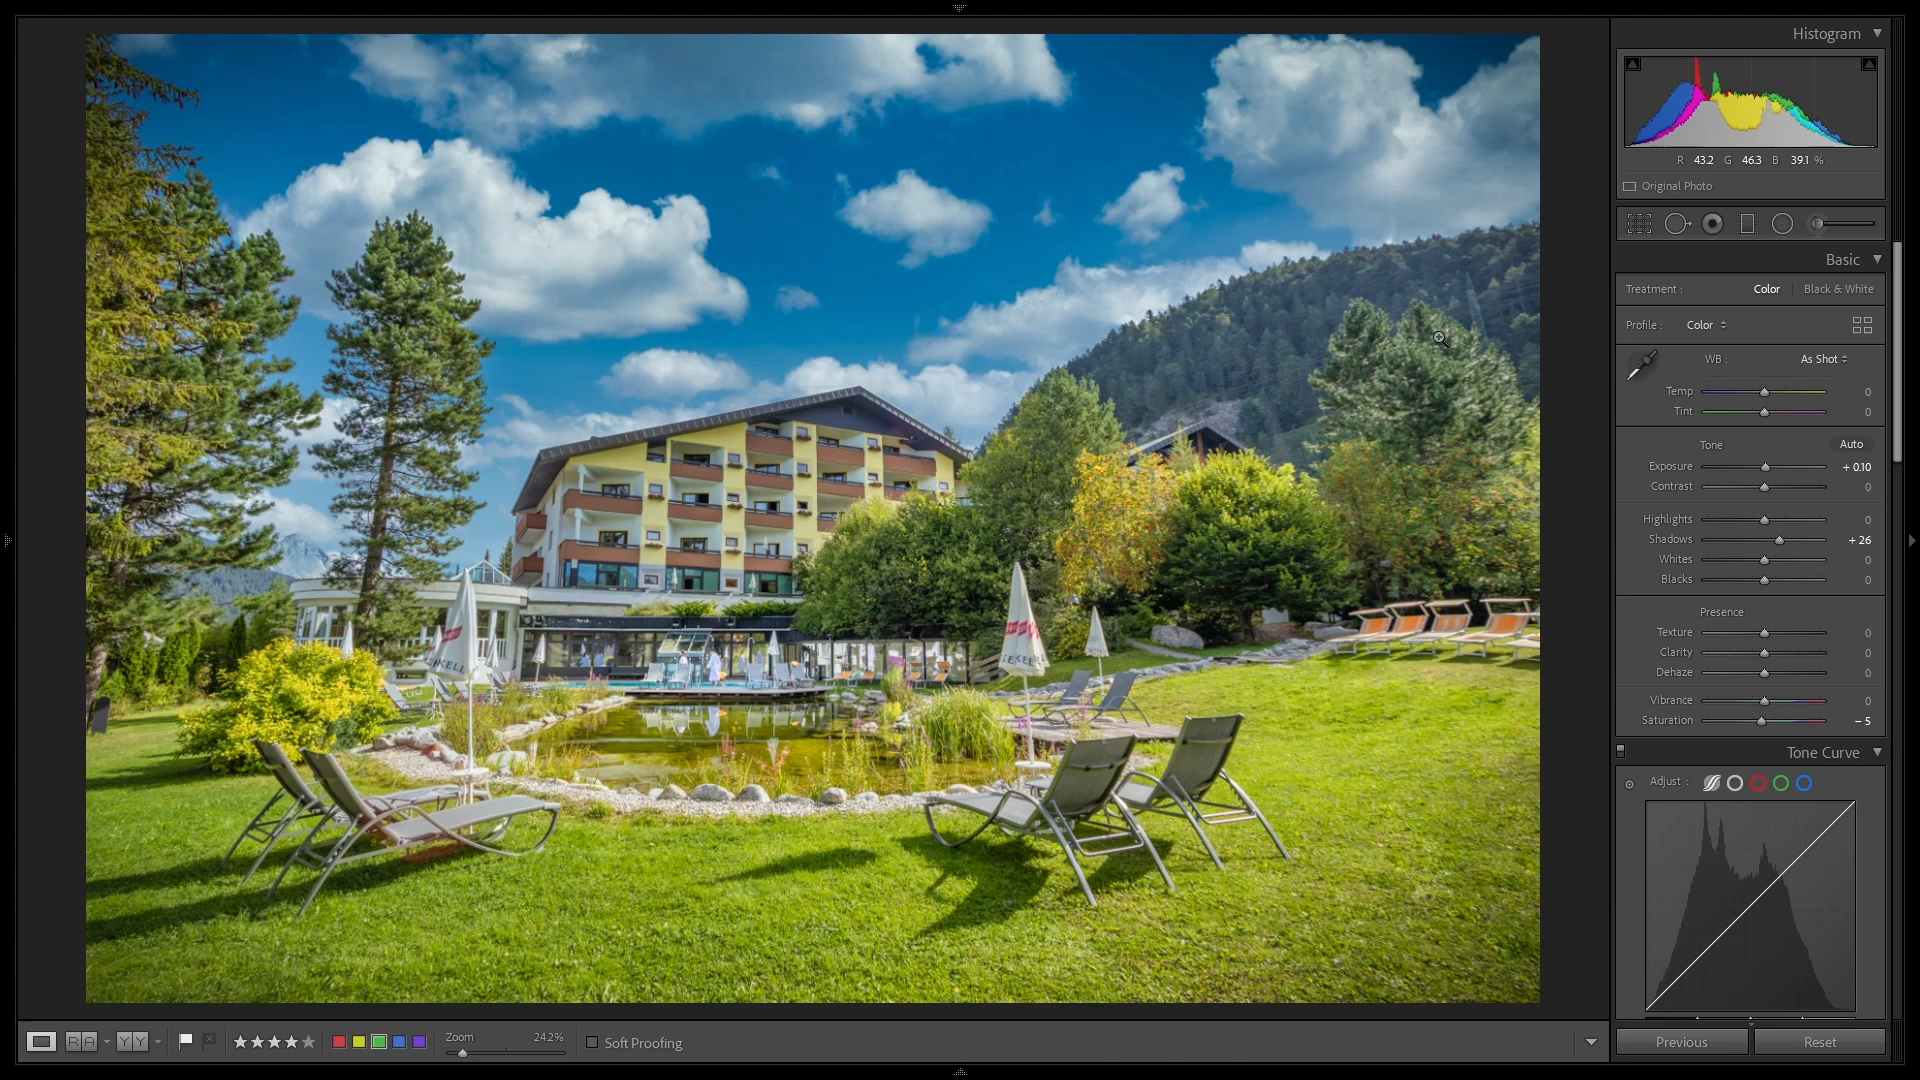 Histogram
R 43.2 G 46.3 B 39.1 %
Original Photo
Basic
Treatment : Color Black & White
Profile : Color
WB : As Shot
Temp 0
Tint 0
Tone Auto
Exposure + 0.10
Contrast 0
Highlights 0
Shadows + 26
Whites 0
Blacks 0
Presence
Texture 0
Clarity 0
Dehaze 0
Vibrance 0
Saturation – 5
Tone Curve
Adjust :
R A Y Y Zoom 24.2% Soft Proofing
Previous Reset